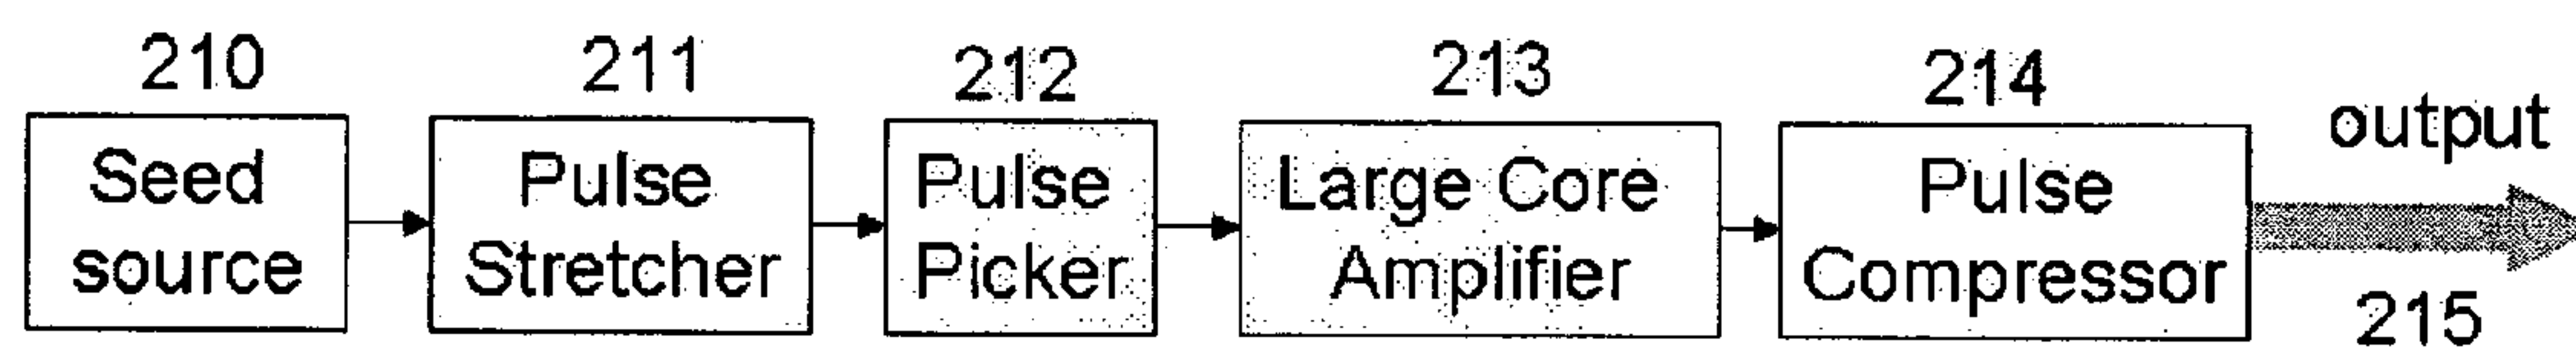 210
Seed
source
211
Pulse
Stretcher
212
Pulse
Picker
213
Large Core
Amplifier
214
Pulse
Compressor
output
215